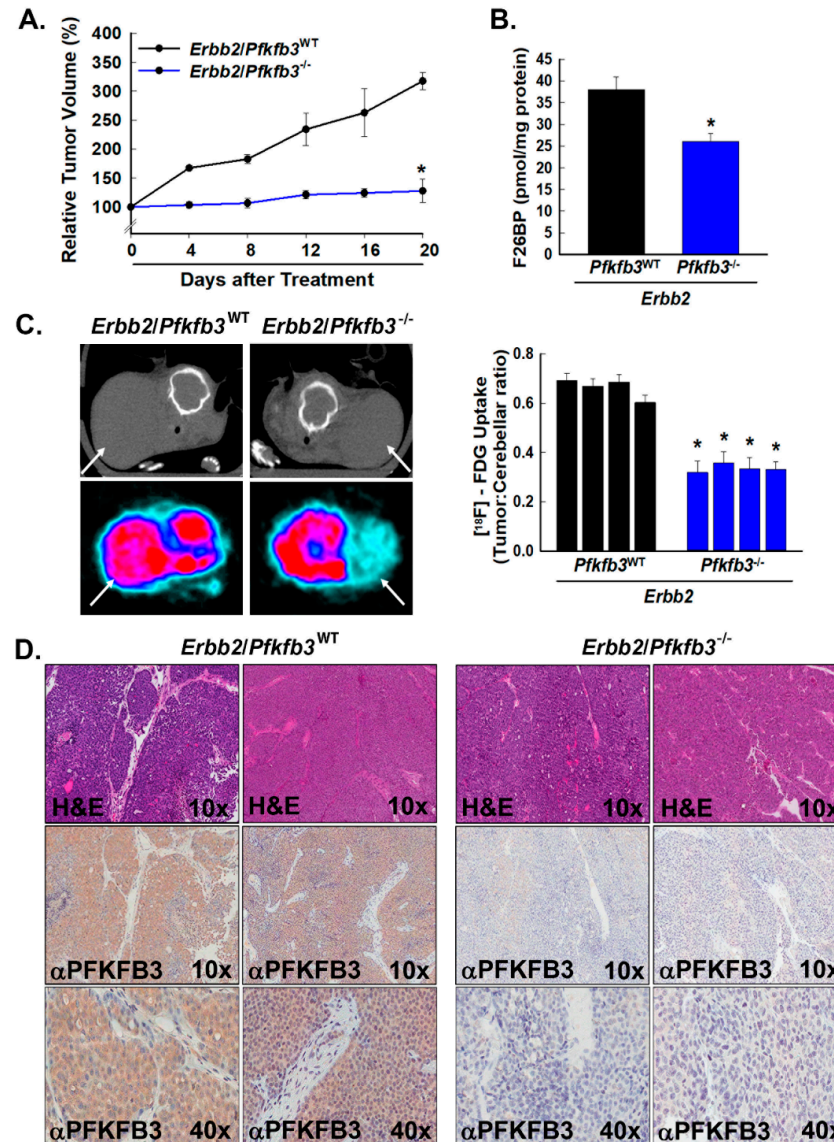 A.
Relative Tumor Volume (%)
400
350
300
250
200
150
100
Erbb2/Pfkfb3WT
Erbb2/Pfkfb3-/-
*
0 4 8 12 16 20
Days after Treatment
B.
F26BP (pmol/mg protein)
45
40
35
30
25
20
15
10
5
0
*
Pfkfb3WT Pfkfb3-/-
Erbb2
C.
Erbb2/Pfkfb3WT Erbb2/Pfkfb3-/-
[18F] - FDG Uptake
(Tumor:Cerebellar ratio)
0.8
0.6
0.4
0.2
0.0
* * * *
Pfkfb3WT Pfkfb3-/-
Erbb2
D.
Erbb2/Pfkfb3WT Erbb2/Pfkfb3-/-
H&E 10x H&E 10x H&E 10x H&E 10x
αPFKFB3 10x αPFKFB3 10x αPFKFB3 10x αPFKFB3 10x
αPFKFB3 40x αPFKFB3 40x αPFKFB3 40x αPFKFB3 40x